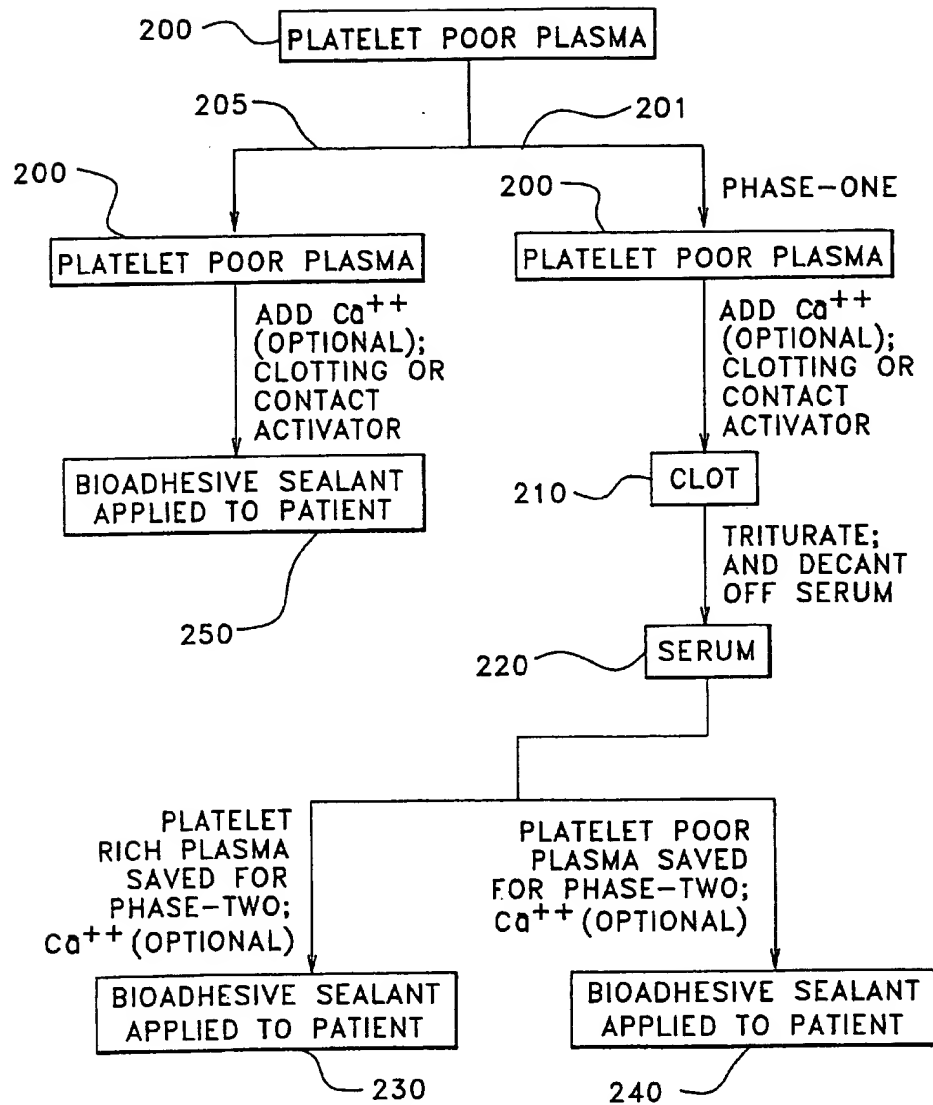 200
PLATELET POOR PLASMA
205
201
200
200
PHASE-ONE
PLATELET POOR PLASMA
PLATELET POOR PLASMA
ADD Ca++
(OPTIONAL);
CLOTTING OR
CONTACT
ACTIVATOR
ADD Ca++
(OPTIONAL);
CLOTTING OR
CONTACT
ACTIVATOR
BIOADHESIVE SEALANT
APPLIED TO PATIENT
250
210
CLOT
TRITURATE;
AND DECANT
OFF SERUM
220
SERUM
PLATELET
RICH PLASMA
SAVED FOR
PHASE-TWO;
Ca++ (OPTIONAL)
PLATELET POOR
PLASMA SAVED
FOR PHASE-TWO;
Ca++ (OPTIONAL)
BIOADHESIVE SEALANT
APPLIED TO PATIENT
230
BIOADHESIVE SEALANT
APPLIED TO PATIENT
240